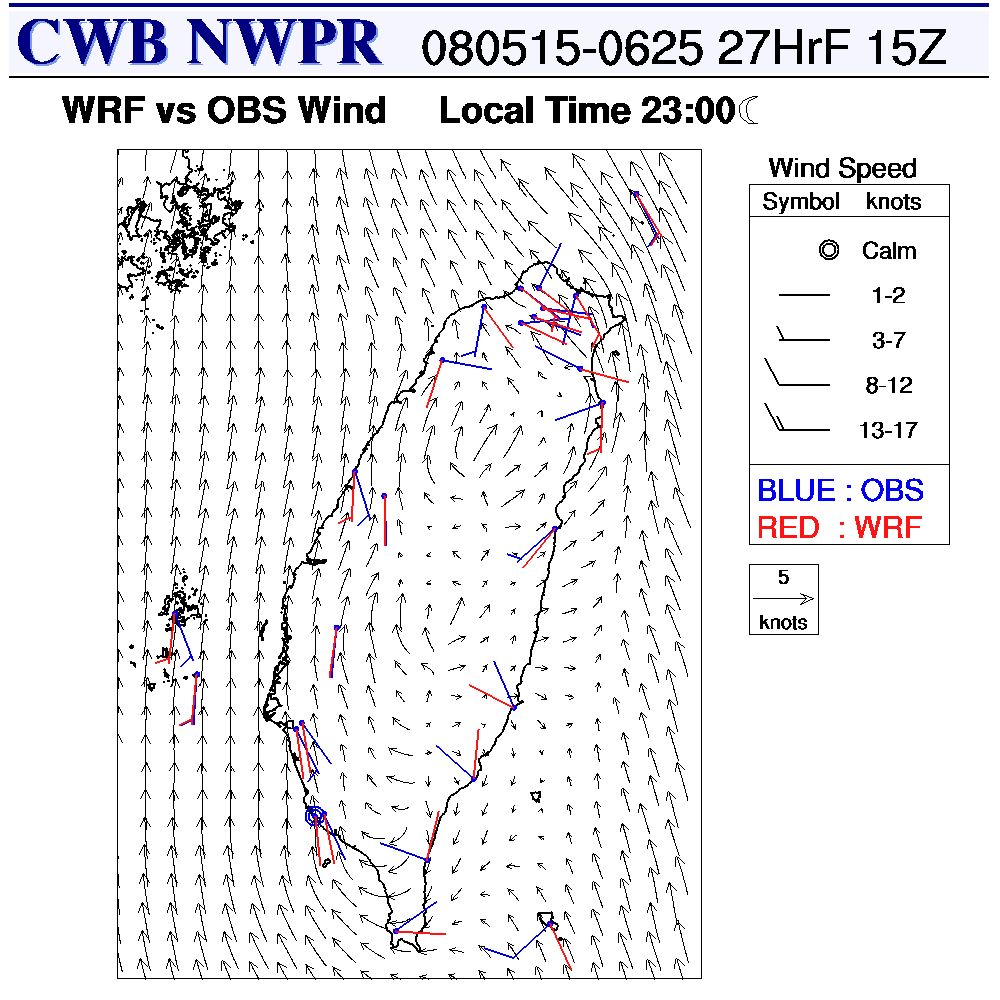 CWB NWPR 080515-0625 27HrF 15Z
WRF vs OBS Wind Local Time 23:00☾
Wind Speed
Symbol knots
Calm
1-2
3-7
8-12
13-17
BLUE : OBS
RED : WRF
5
knots